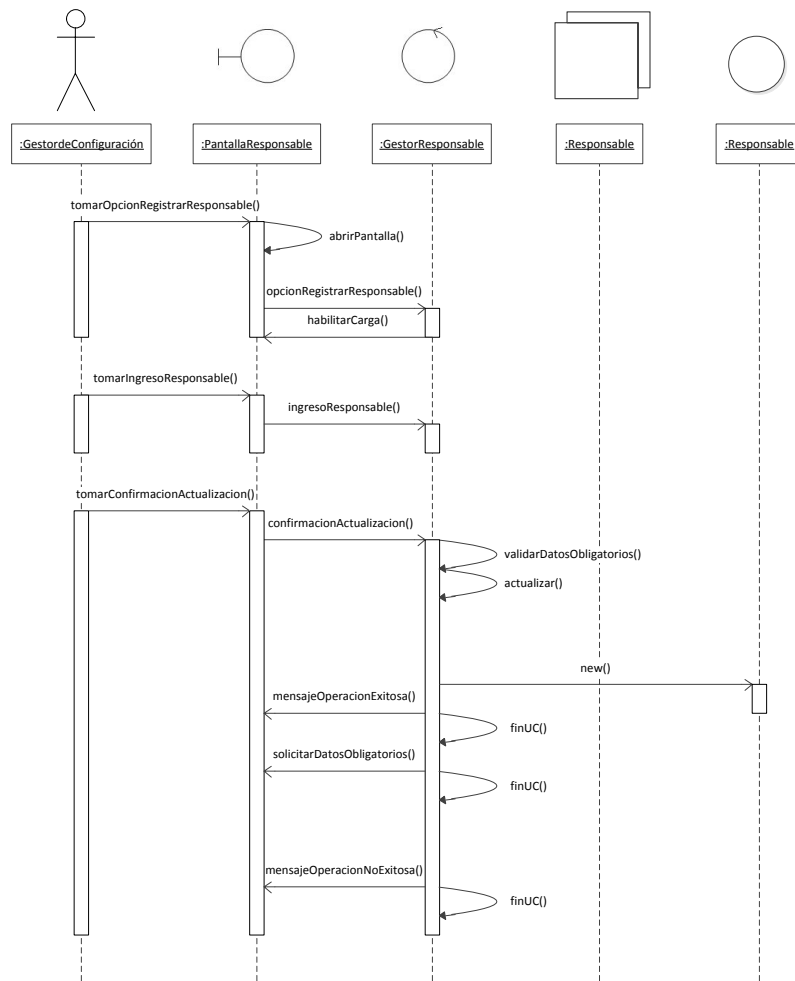 :GestordeConfiguración
:PantallaResponsable
:GestorResponsable
:Responsable
:Responsable
tomarOpcionRegistrarResponsable()
abrirPantalla()
opcionRegistrarResponsable()
habilitarCarga()
tomarIngresoResponsable()
ingresoResponsable()
tomarConfirmacionActualizacion()
confirmacionActualizacion()
validarDatosObligatorios()
actualizar()
new()
mensajeOperacionExitosa()
finUC()
solicitarDatosObligatorios()
finUC()
mensajeOperacionNoExitosa()
finUC()